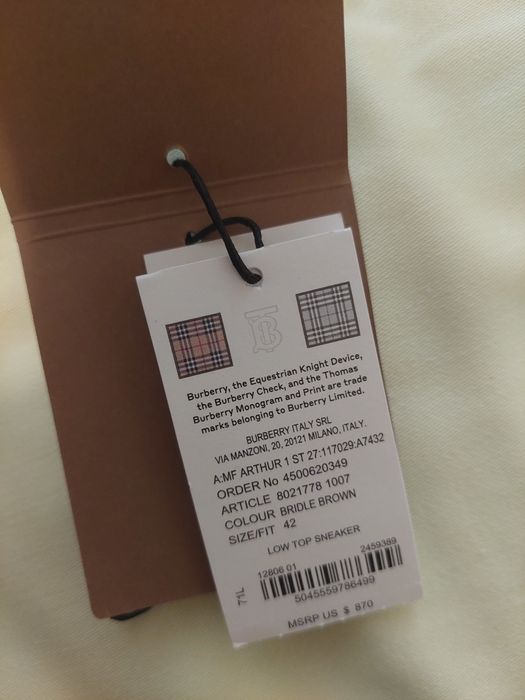 Burberry, the Equestrian Knight Device,
the Burberry Check, and the Thomas
Burberry Monogram and Print are trade
marks belonging to Burberry Limited.
BURBERRY ITALY SRL
VIA MANZONI, 20, 20121 MILANO, ITALY.
A:MF ARTHUR 1 ST 27:117029:A7432
ORDER No 4500620349
ARTICLE 8021778 1007
COLOUR BRIDLE BROWN
SIZE/FIT 42
LOW TOP SNEAKER
71L
12806 01 2459389
5045559786499
MSRP US $ 870